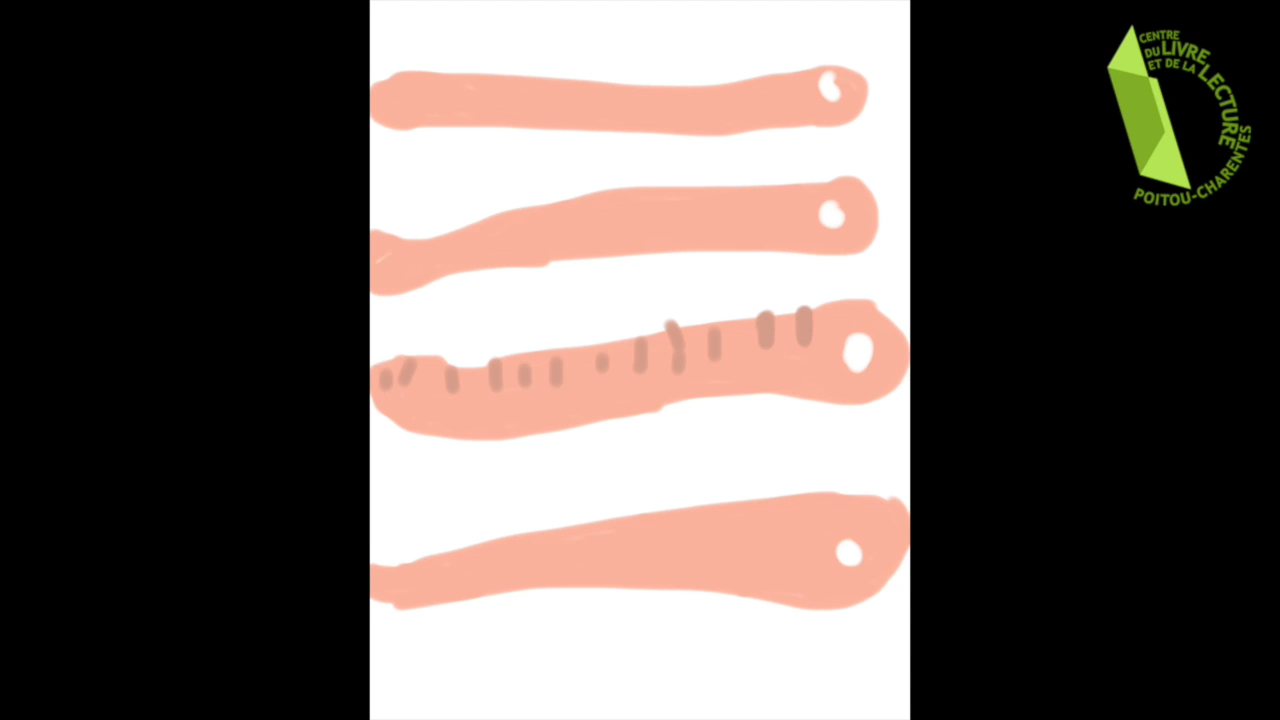 CENTRE
DU LIVRE
ET DE LA
LECTURE
POITOU-CHARENTES